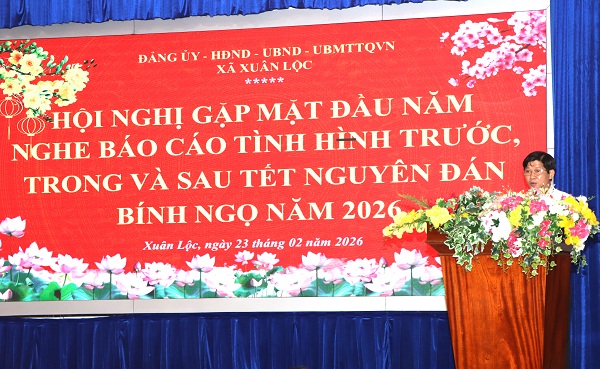 ĐẢNG ỦY - HĐND - UBND - UBMTTQVN
XÃ XUÂN LỘC
*****
HỘI NGHỊ GẶP MẶT ĐẦU NĂM
NGHE BÁO CÁO TÌNH HÌNH TRƯỚC,
TRONG VÀ SAU TẾT NGUYÊN ĐÁN
BÍNH NGỌ NĂM 2026
Xuân Lộc, ngày 23 tháng 02 năm 2026